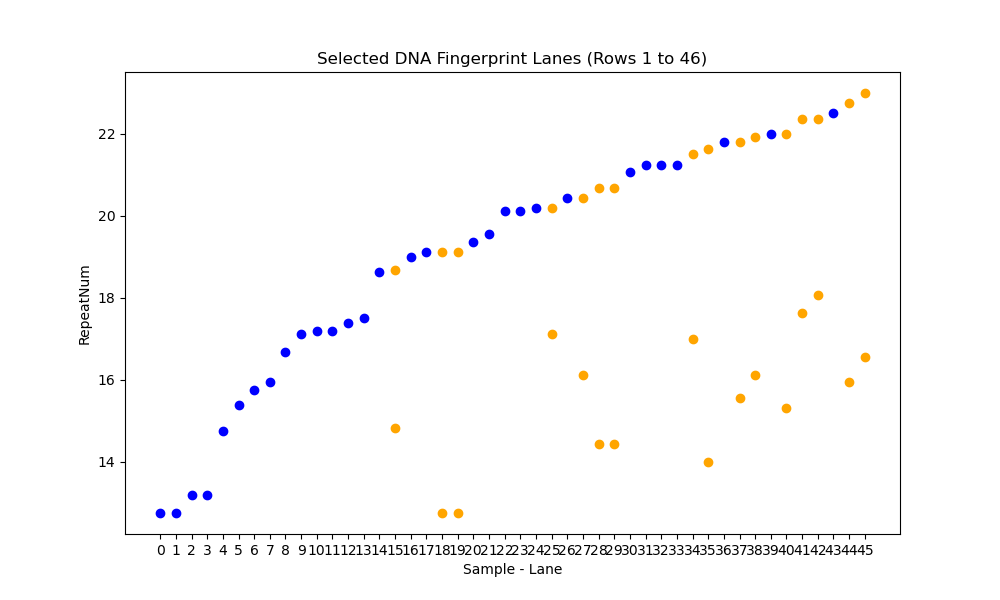 Selected DNA Fingerprint Lanes (Rows 1 to 46)
22
20
18
16
14
RepeatNum
0 1 2 3 4 5 6 7 8 9 10 11 12 13 14 15 16 17 18 19 20 21 22 23 24 25 26 27 28 29 30 31 32 33 34 35 36 37 38 39 40 41 42 43 44 45
Sample - Lane